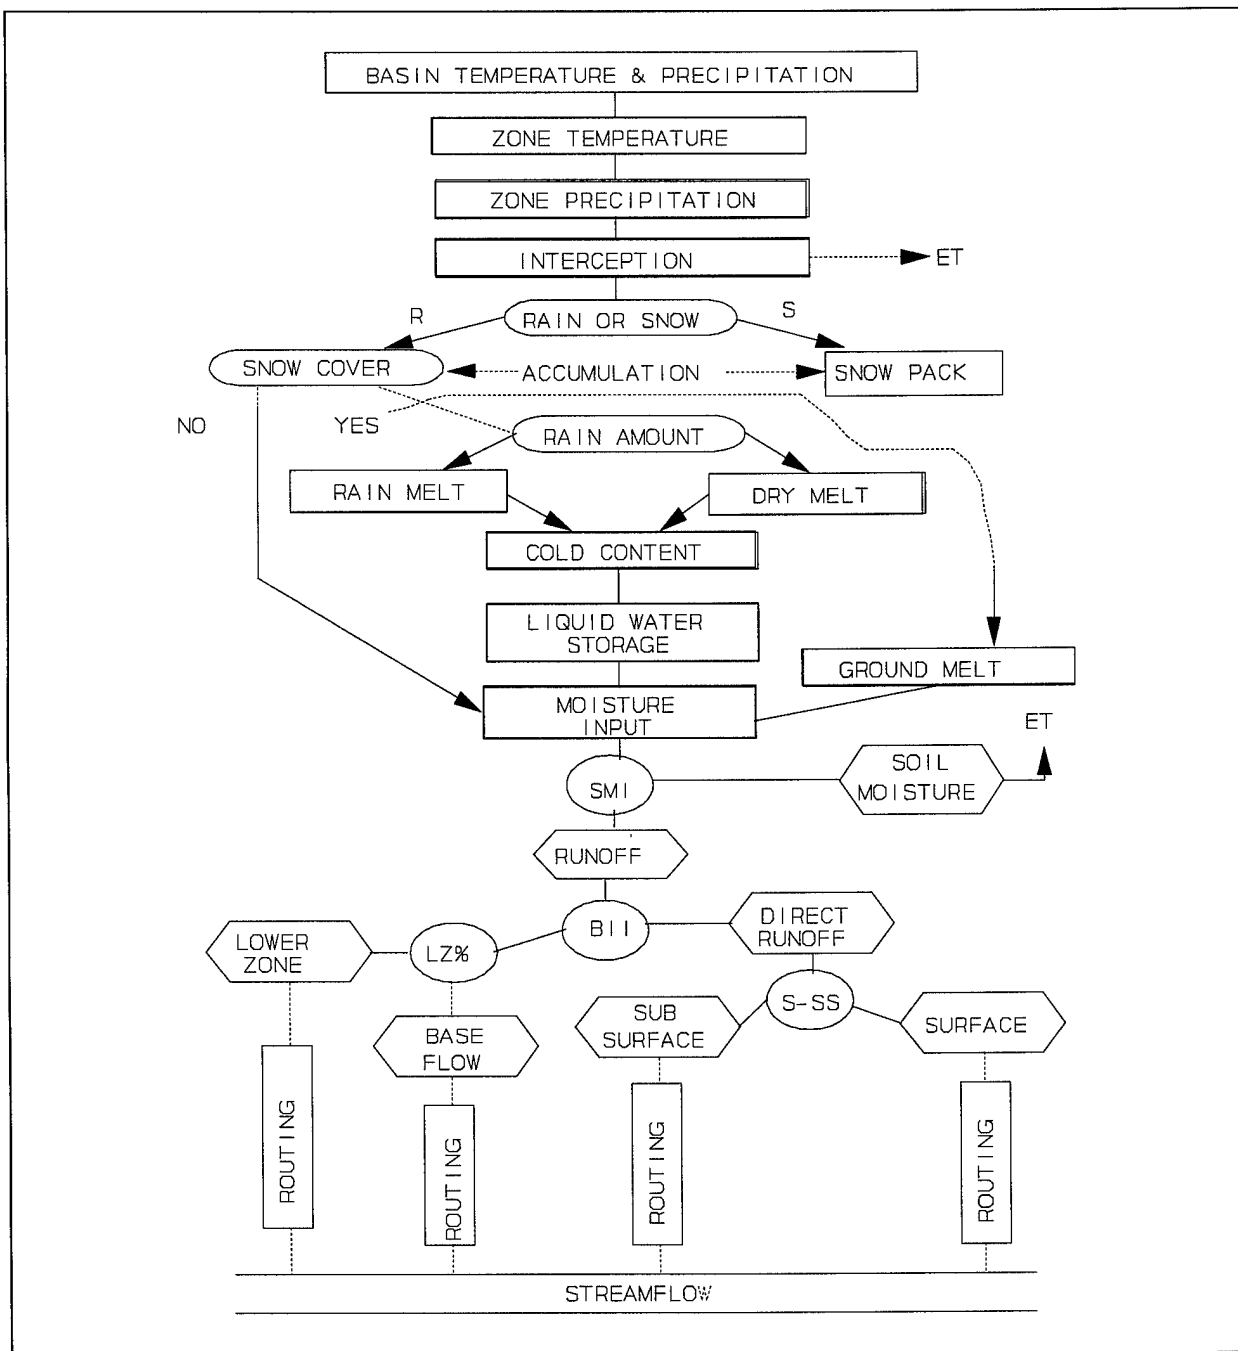 BASIN TEMPERATURE & PRECIPITATION
ZONE TEMPERATURE
ZONE PRECIPITATION
INTERCEPTION
ET
R
RAIN OR SNOW
S
SNOW COVER
ACCUMULATION
SNOW PACK
NO
YES
RAIN AMOUNT
RAIN MELT
DRY MELT
COLD CONTENT
LIQUID WATER
STORAGE
GROUND MELT
MOISTURE
INPUT
ET
SMI
SOIL
MOISTURE
RUNOFF
BII
DIRECT
RUNOFF
LOWER
ZONE
LZ%
S-SS
SUB
SURFACE
SURFACE
BASE
FLOW
ROUTING
ROUTING
ROUTING
ROUTING
STREAMFLOW